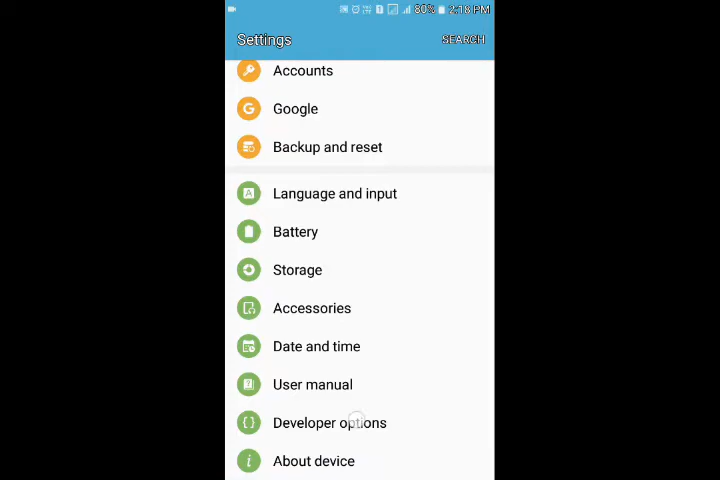 80% 2:18 PM
Settings SEARCH
Accounts
Google
Backup and reset
Language and input
Battery
Storage
Accessories
Date and time
User manual
Developer options
About device